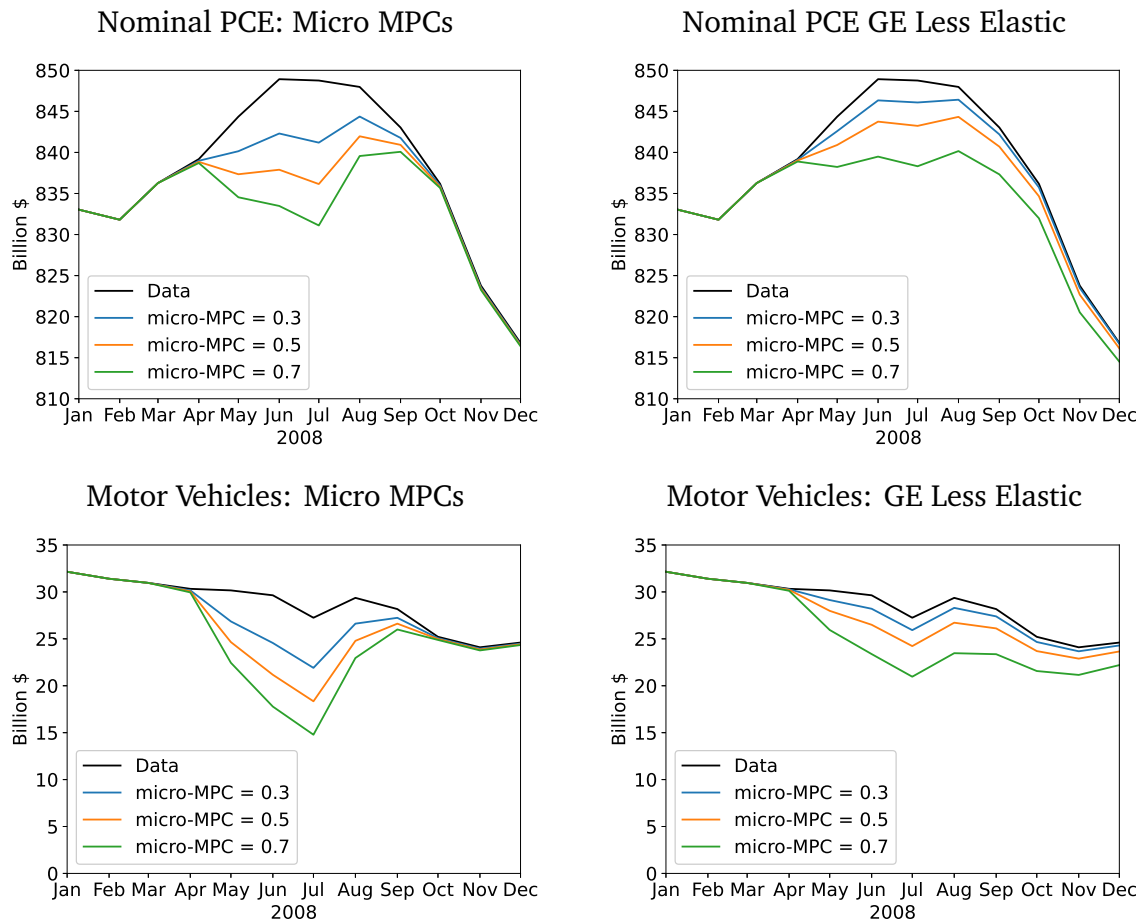 Nominal PCE: Micro MPCs
850
845
840
835
830
825
820
815
810
Billion $
Data
micro-MPC = 0.3
micro-MPC = 0.5
micro-MPC = 0.7
Jan Feb Mar Apr May Jun Jul Aug Sep Oct Nov Dec
2008
Nominal PCE GE Less Elastic
850
845
840
835
830
825
820
815
810
Billion $
Data
micro-MPC = 0.3
micro-MPC = 0.5
micro-MPC = 0.7
Jan Feb Mar Apr May Jun Jul Aug Sep Oct Nov Dec
2008
Motor Vehicles: Micro MPCs
35
30
25
20
15
10
5
0
Billion $
Data
micro-MPC = 0.3
micro-MPC = 0.5
micro-MPC = 0.7
Jan Feb Mar Apr May Jun Jul Aug Sep Oct Nov Dec
2008
Motor Vehicles: GE Less Elastic
35
30
25
20
15
10
5
0
Billion $
Data
micro-MPC = 0.3
micro-MPC = 0.5
micro-MPC = 0.7
Jan Feb Mar Apr May Jun Jul Aug Sep Oct Nov Dec
2008